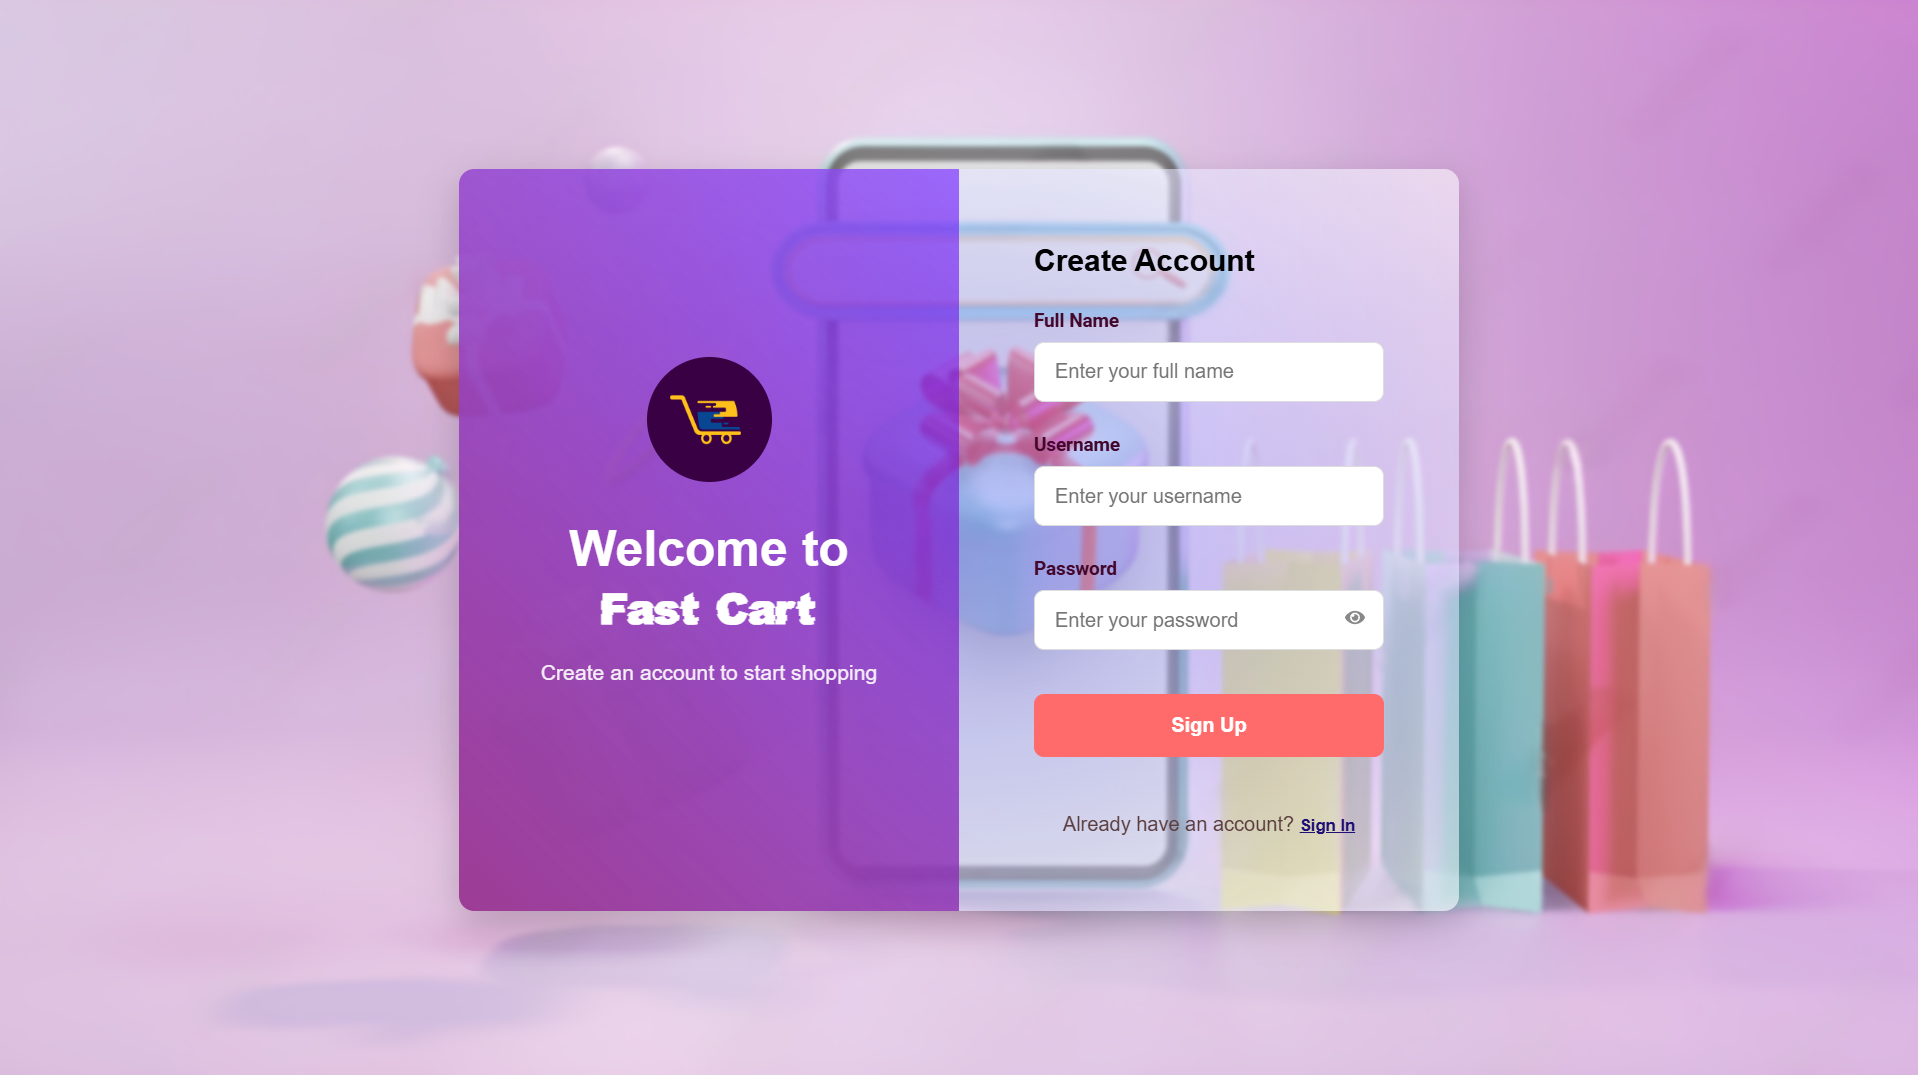 Welcome to
Fast Cart
Create an account to start shopping
Create Account
Full Name
Enter your full name
Username
Enter your username
Password
Enter your password
Sign Up
Already have an account? Sign In